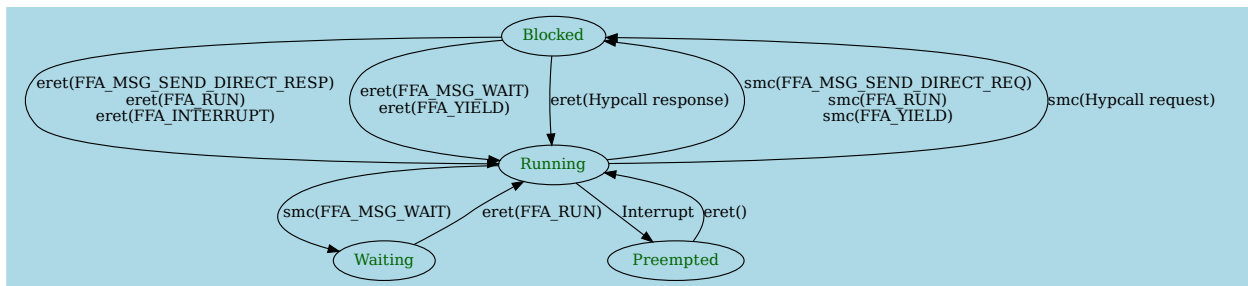 Blocked
eret(FFA_MSG_SEND_DIRECT_RESP)
eret(FFA_RUN)
eret(FFA_INTERRUPT)
eret(FFA_MSG_WAIT)
eret(FFA_YIELD)
eret(Hypcall response)
smc(FFA_MSG_SEND_DIRECT_REQ)
smc(FFA_RUN)
smc(FFA_YIELD)
smc(Hypcall request)
Running
smc(FFA_MSG_WAIT)
eret(FFA_RUN)
Interrupt
eret()
Waiting
Preempted